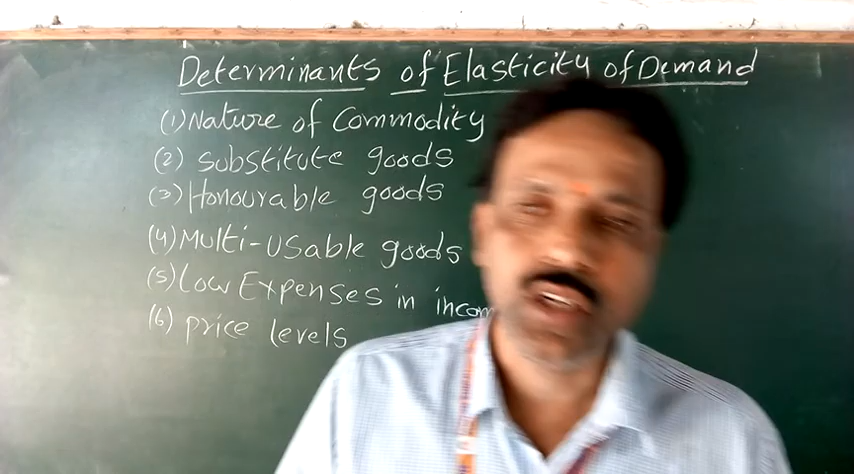 Determinants of Elasticity of Demand
(1) Nature of Commodity
(2) substitute goods
(3) Honourable goods
(4) Multi-usable goods
(5) Low Expenses in
(6) price levels